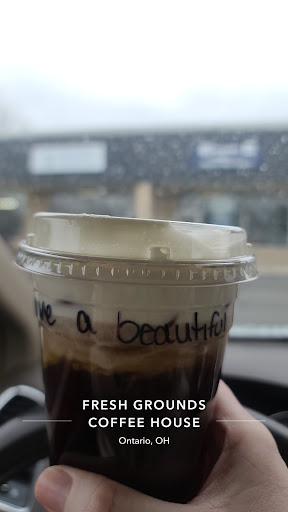 a beautiful
FRESH GROUNDS
COFFEE HOUSE
Ontario, OH